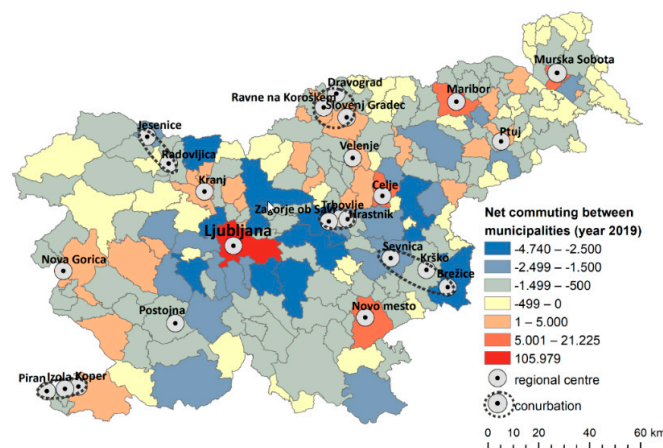 Murska Sobota
Dravograd
Maribor
Ravne na Koroškem
Slovenj Gradec
Jesenice
Ptuj
Radovljica
Velenje
Kranj
Celje
Zagorje ob Savi
Trbovlje
Hrastnik
Ljubljana
Sevnica
Krško
Nova Gorica
Brežice
Postojna
Novo mesto
Piran
Izola
Koper
Net commuting between
municipalities (year 2019)
-4.740 – -2.500
-2.499 – -1.500
-1.499 – -500
-499 – 0
1 – 5.000
5.001 – 21.225
105.979
regional centre
conurbation
0 10 20 40 60 km